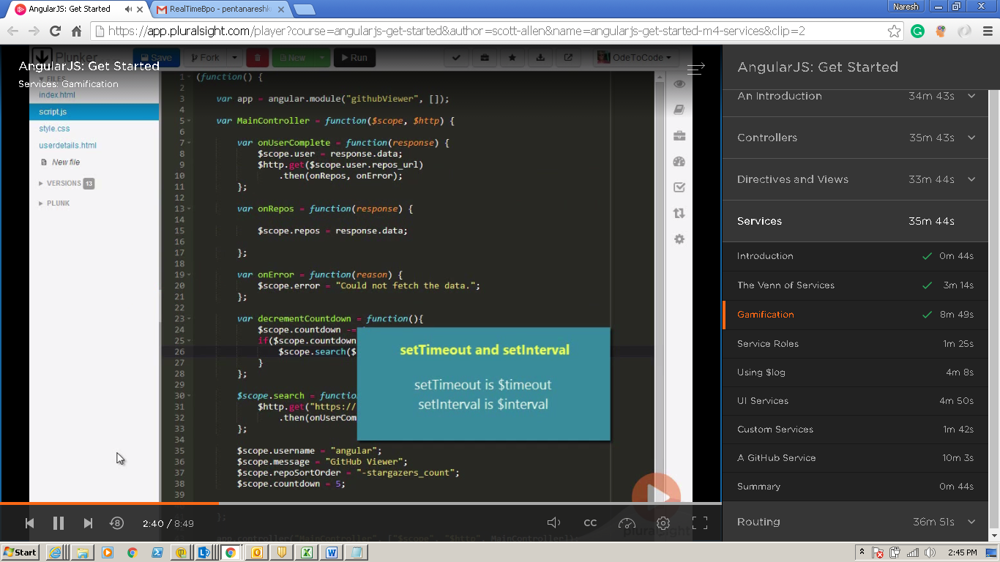 AngularJS: Get Started
RealTimeBpo - pentanareshk
Naresh
https://app.pluralsight.com/player?course=angularjs-get-started&author=scott-allen&name=angularjs-get-started-m4-services&clip=2
Plunker
Save
Fork
New
Run
OdeToCode
AngularJS: Get Started
Services: Gamification
FILES
index.html
script.js
style.css
userdetails.html
New file
VERSIONS 13
PLUNK
1 (function() {
2
3 var app = angular.module("githubViewer", []);
4
5 var MainController = function($scope, $http) {
6
7 var onUserComplete = function(response) {
8 $scope.user = response.data;
9 $http.get($scope.user.repos_url)
10 .then(onRepos, onError);
11 };
12
13 var onRepos = function(response) {
14
15 $scope.repos = response.data;
16
17 };
18
19 var onError = function(reason) {
20 $scope.error = "Could not fetch the data.";
21 };
22
23 var decrementCountdown = function(){
24 $scope.countdown -=
25 if($scope.countdown
26 $scope.search($
27 }
28 };
29
30 $scope.search = functio
31 $http.get("https://
32 .then(onUserCom
33 };
34
35 $scope.username = "angular";
36 $scope.message = "GitHub Viewer";
37 $scope.repoSortOrder = "-stargazers_count";
38 $scope.countdown = 5;
39
};
app.controller("MainController", ["$scope", "$http", MainController]);
setTimeout and setInterval
setTimeout is $timeout
setInterval is $interval
pluralsight
8
2:40 / 8:49
CC
AngularJS: Get Started
An Introduction 34m 43s
Controllers 35m 43s
Directives and Views 33m 44s
Services 35m 44s
Introduction 0m 44s
The Venn of Services 3m 14s
Gamification 8m 49s
Service Roles 1m 25s
Using $log 4m 8s
UI Services 4m 50s
Custom Services 1m 42s
A GitHub Service 10m 3s
Summary 0m 44s
Routing 36m 51s
Start
2:45 PM